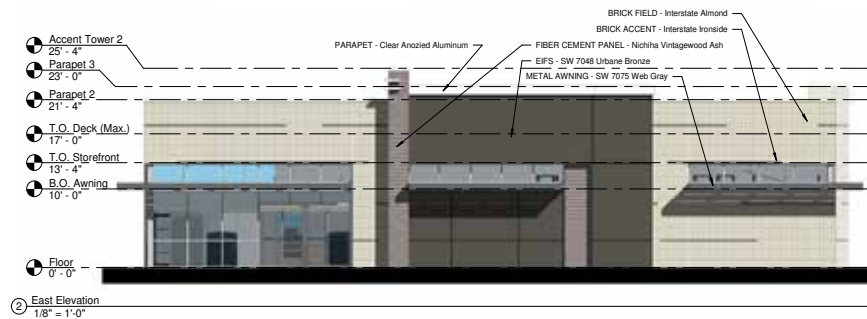 BRICK FIELD - Interstate Almond
BRICK ACCENT - Interstate Ironside
PARAPET - Clear Anozied Aluminum
FIBER CEMENT PANEL - Nichiha Vintagewood Ash
EIFS - SW 7048 Urbane Bronze
METAL AWNING - SW 7075 Web Gray
Accent Tower 2
25' - 4"
Parapet 3
23' - 0"
Parapet 2
21' - 4"
T.O. Deck (Max.)
17' - 0"
T.O. Storefront
13' - 4"
B.O. Awning
10' - 0"
Floor
0' - 0"
2 East Elevation
1/8" = 1'-0"